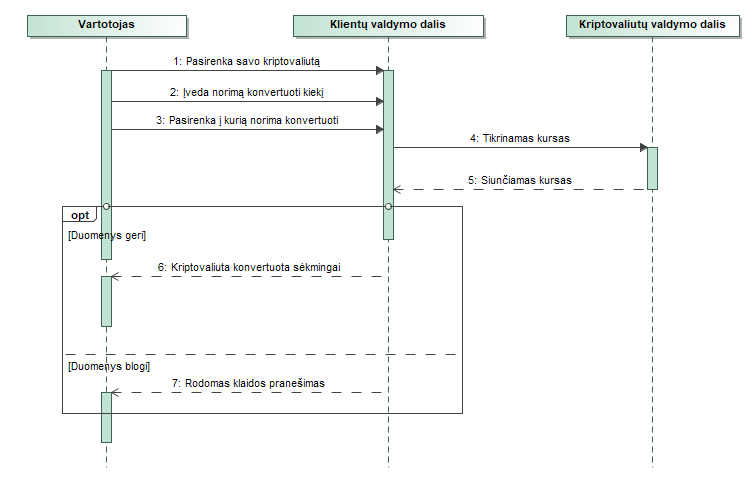 Vartotojas
Klientų valdymo dalis
Kriptovaliutų valdymo dalis
1: Pasirenka savo kriptovaliutą
2: Įveda norimą konvertuoti kiekį
3: Pasirenka į kurią norima konvertuoti
4: Tikrinamas kursas
5: Siunčiamas kursas
opt
[Duomenys geri]
6: Kriptovaliuta konvertuota sėkmingai
[Duomenys blogi]
7: Rodomas klaidos pranešimas